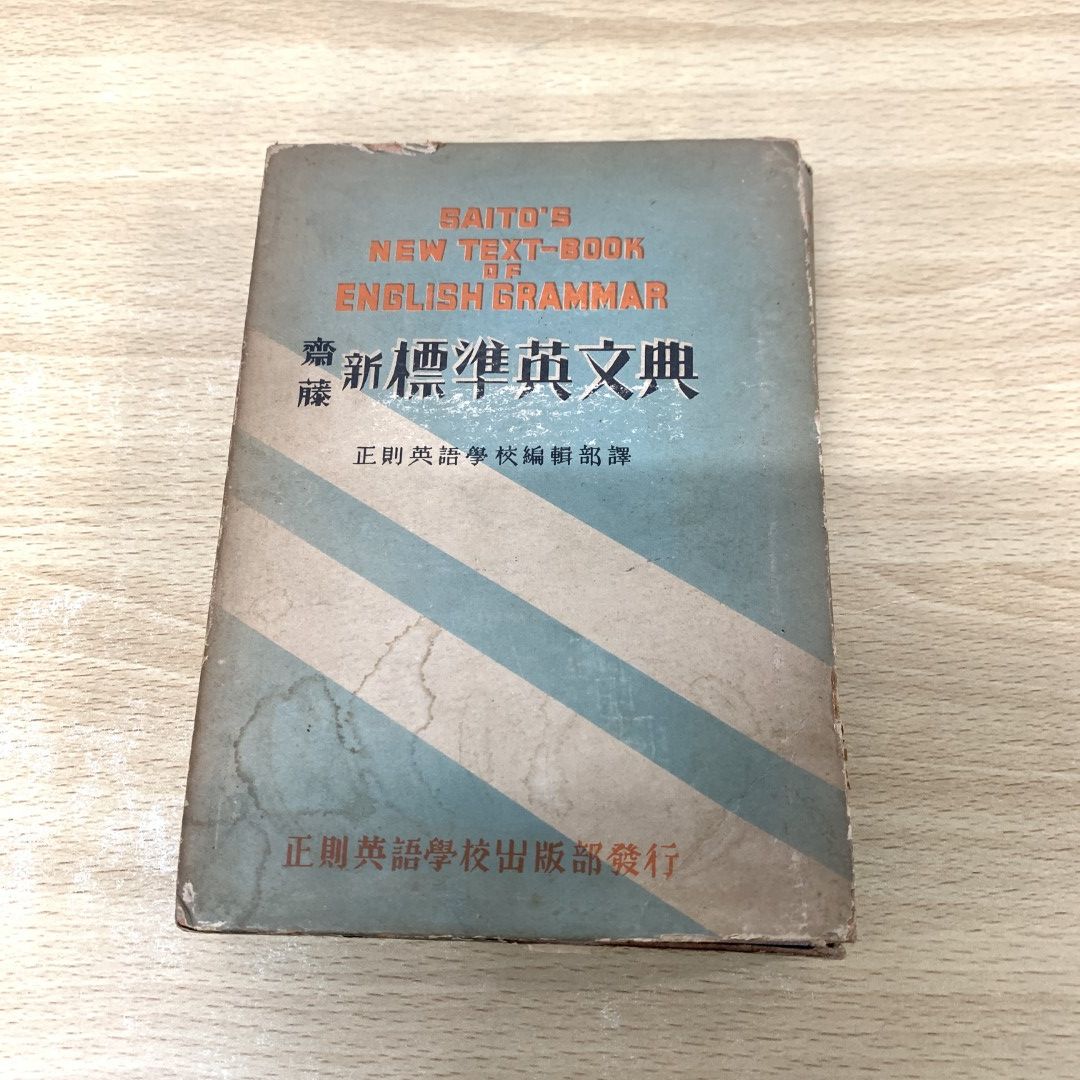 SAITO'S
NEW TEXT-BOOK
OF
ENGLISH GRAMMAR
齋藤 新標準英文典
正則英語學校編輯部譯
正則英語學校出版部發行